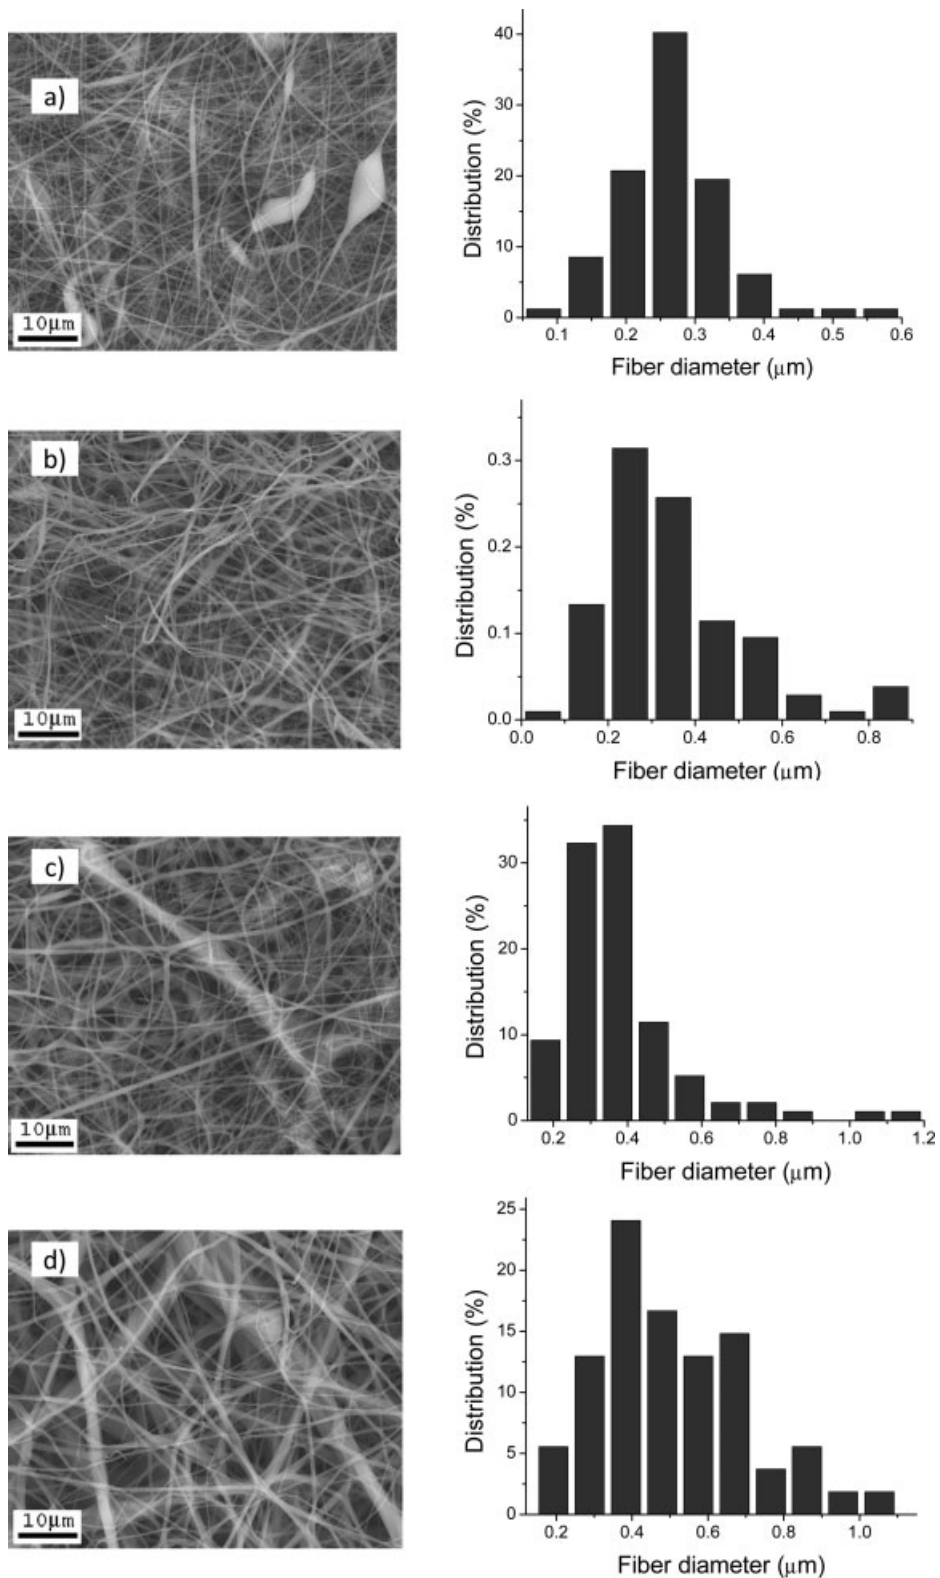 a)
10μm
Distribution (%)
40
30
20
10
0
0.1 0.2 0.3 0.4 0.5 0.6
Fiber diameter (μm)
b)
10μm
Distribution (%)
0.3
0.2
0.1
0.0
0.0 0.2 0.4 0.6 0.8
Fiber diameter (μm)
c)
10μm
Distribution (%)
30
20
10
0
0.2 0.4 0.6 0.8 1.0 1.2
Fiber diameter (μm)
d)
10μm
Distribution (%)
25
20
15
10
5
0
0.2 0.4 0.6 0.8 1.0
Fiber diameter (μm)